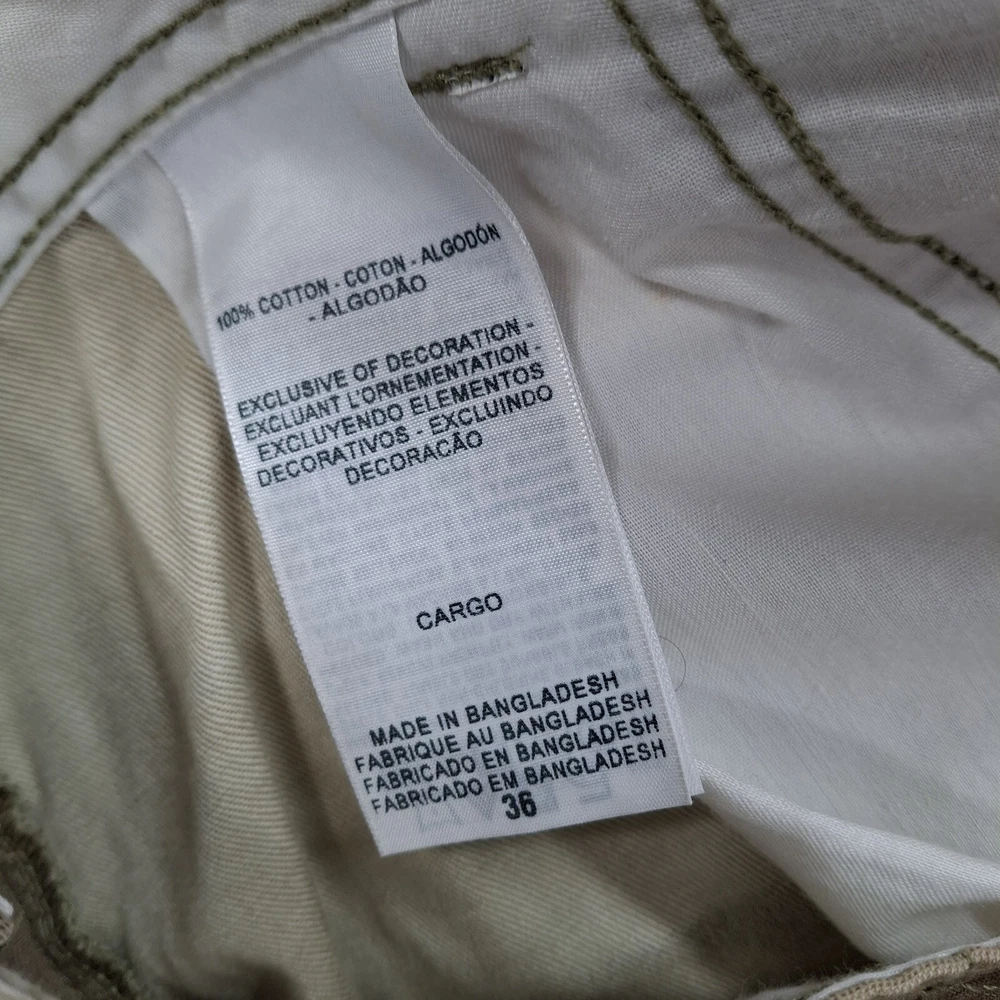 100% COTTON - COTON - ALGODÓN
- ALGODÃO
EXCLUSIVE OF DECORATION -
EXCLUANT L'ORNEMENTATION -
EXCLUYENDO ELEMENTOS
DECORATIVOS - EXCLUINDO
DECORACÃO
CARGO
MADE IN BANGLADESH
FABRIQUE AU BANGLADESH
FABRICADO EN BANGLADESH
FABRICADO EM BANGLADESH
36